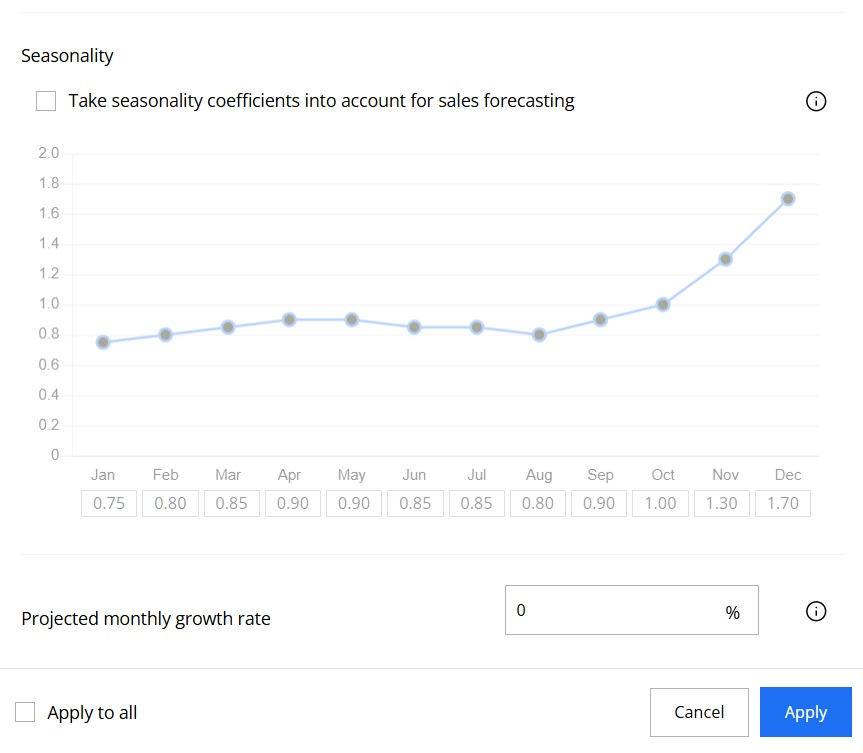 Seasonality
Take seasonality coefficients into account for sales forecasting
2.0
1.8
1.6
1.4
1.2
1.0
0.8
0.6
0.4
0.2
0
Jan Feb Mar Apr May Jun Jul Aug Sep Oct Nov Dec
0.75 0.80 0.85 0.90 0.90 0.85 0.85 0.80 0.90 1.00 1.30 1.70
Projected monthly growth rate 0 %
Apply to all Cancel Apply